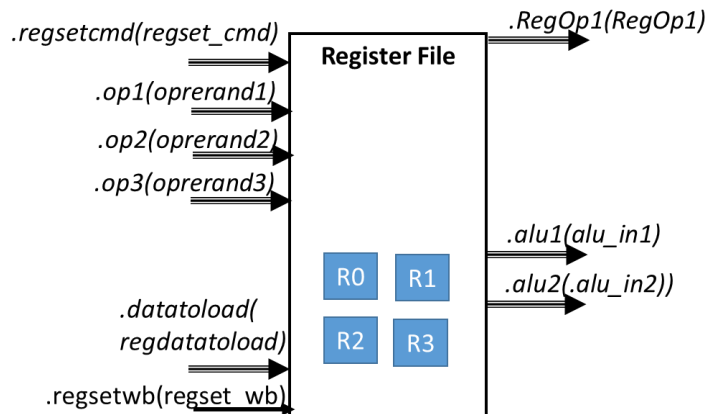 .regsetcmd(regset_cmd)
.op1(oprerand1)
.op2(oprerand2)
.op3(oprerand3)
.datatoload(
regdatatoload)
.regsetwb(regset_wb)
Register File
R0 R1
R2 R3
.RegOp1(RegOp1)
.alu1(alu_in1)
.alu2(.alu_in2))